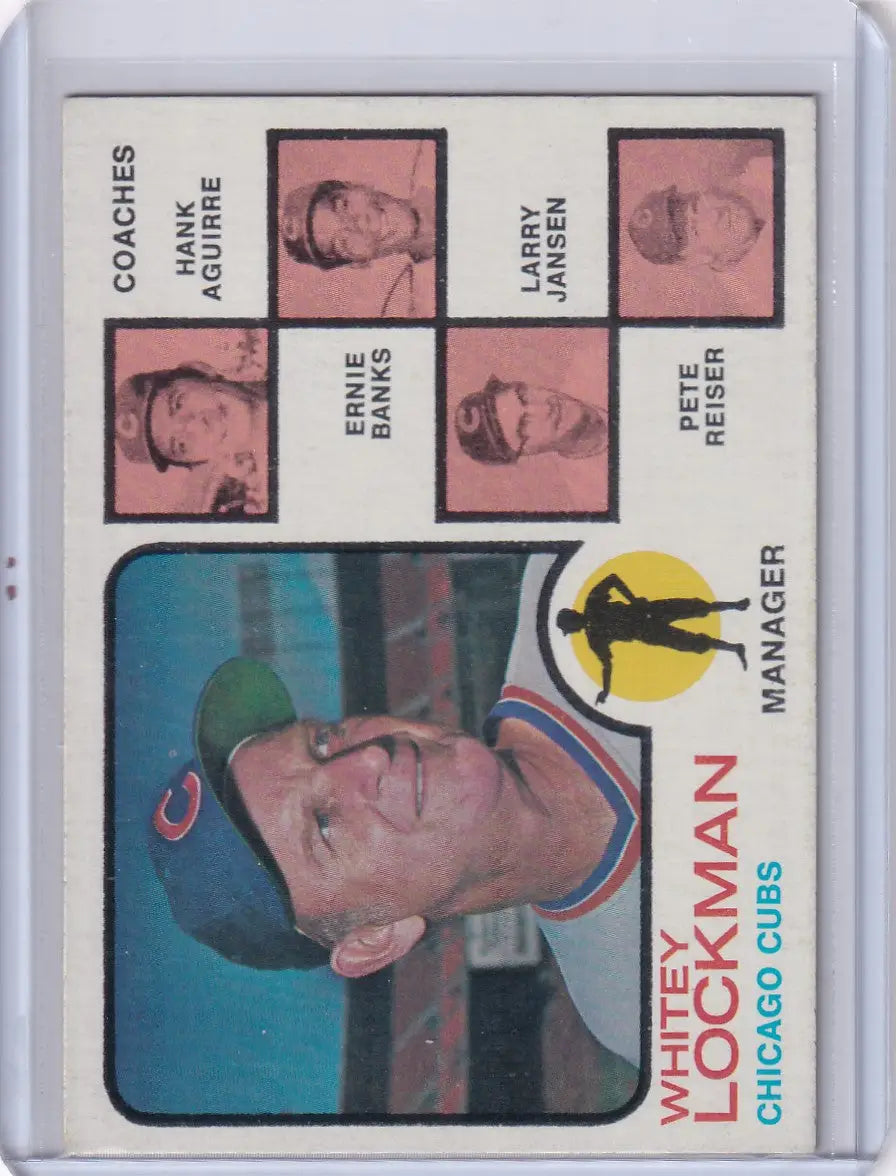 COACHES
HANK
AGUIRRE
ERNIE
BANKS
LARRY
JANSEN
PETE
REISER
C
WHITEY
LOCKMAN
CHICAGO CUBS
MANAGER